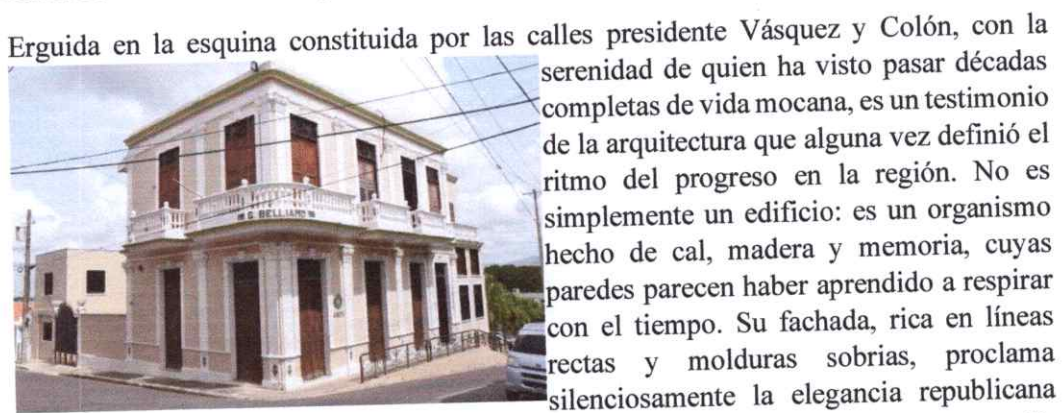 Erguida en la esquina constituida por las calles presidente Vásquez y Colón, con la
serenidad de quien ha visto pasar décadas
completas de vida mocana, es un testimonio
de la arquitectura que alguna vez definió el
ritmo del progreso en la región. No es
simplemente un edificio: es un organismo
hecho de cal, madera y memoria, cuyas
paredes parecen haber aprendido a respirar
con el tiempo. Su fachada, rica en líneas
rectas y molduras sobrias, proclama
silenciosamente la elegancia republicana
G. BELLIARD